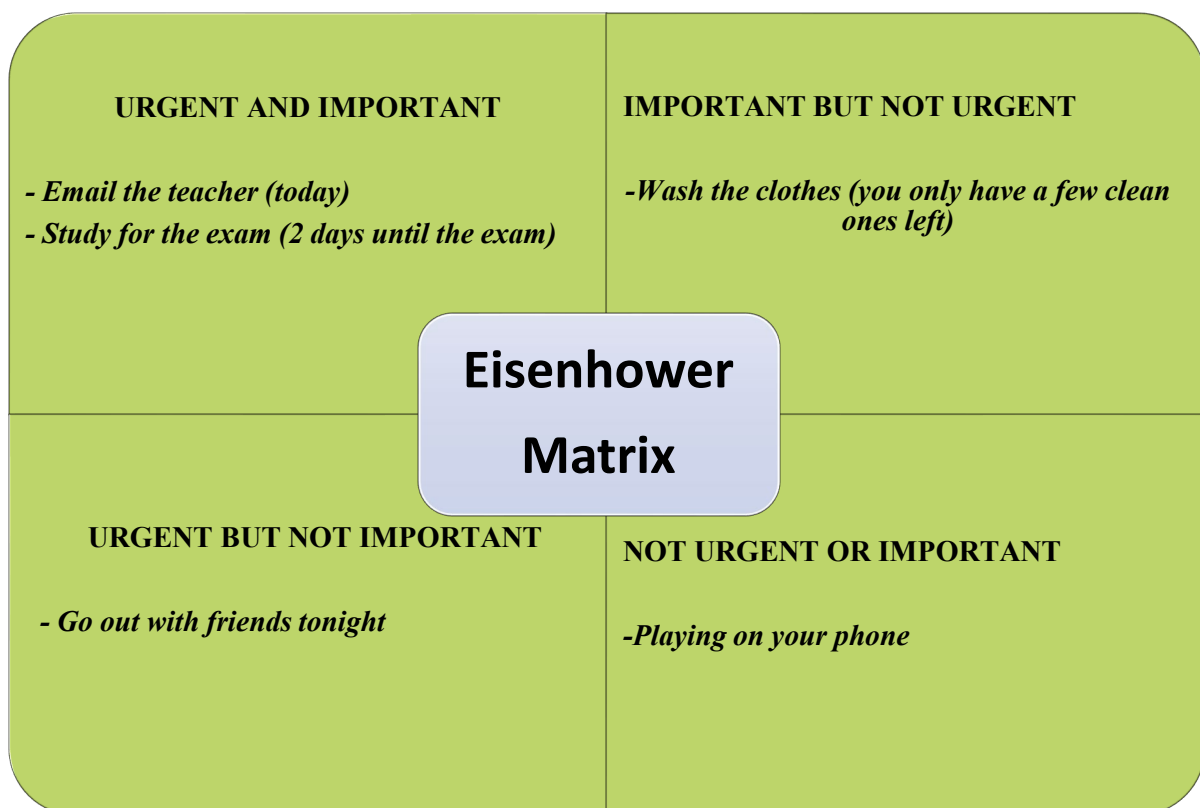 URGENT AND IMPORTANT
- Email the teacher (today)
- Study for the exam (2 days until the exam)
IMPORTANT BUT NOT URGENT
-Wash the clothes (you only have a few clean
ones left)
Eisenhower
Matrix
URGENT BUT NOT IMPORTANT
- Go out with friends tonight
NOT URGENT OR IMPORTANT
-Playing on your phone